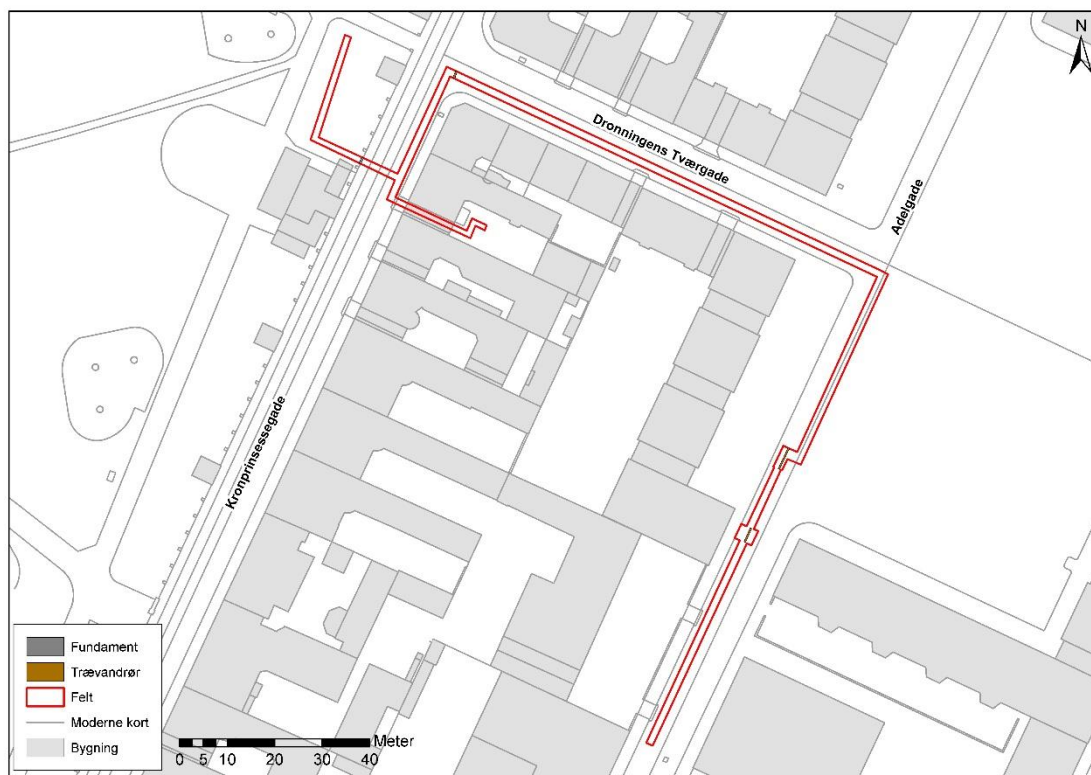 N
Dronningens Tværgade
Adelgade
Kronprinsessegade
Fundament
Trævandrør
Felt
Moderne kort
Bygning
Meter
0 5 10 20 30 40